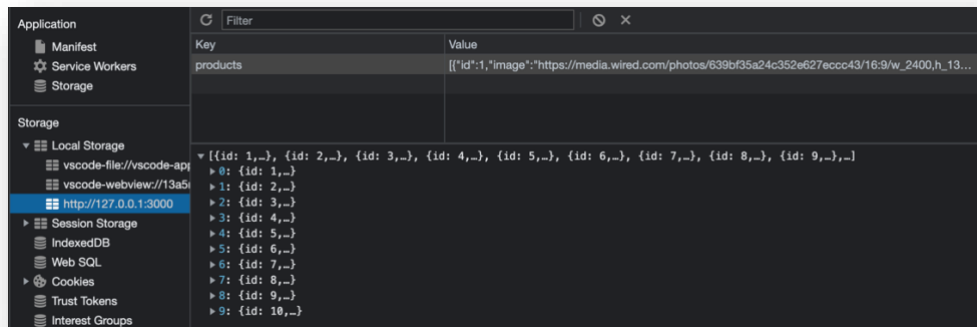 Application
Manifest
Service Workers
Storage
Storage
Local Storage
vscode-file://vscode-app
vscode-webview://13a5
http://127.0.0.1:3000
Session Storage
IndexedDB
Web SQL
Cookies
Trust Tokens
Interest Groups
Filter
Key Value
products [{"id":1,"image":"https://media.wired.com/photos/639bf35a24c352e627eccc43/16:9/w_2400,h_13…
▼[{id: 1,…}, {id: 2,…}, {id: 3,…}, {id: 4,…}, {id: 5,…}, {id: 6,…}, {id: 7,…}, {id: 8,…}, {id: 9,…},…]
▶0: {id: 1,…}
▶1: {id: 2,…}
▶2: {id: 3,…}
▶3: {id: 4,…}
▶4: {id: 5,…}
▶5: {id: 6,…}
▶6: {id: 7,…}
▶7: {id: 8,…}
▶8: {id: 9,…}
▶9: {id: 10,…}